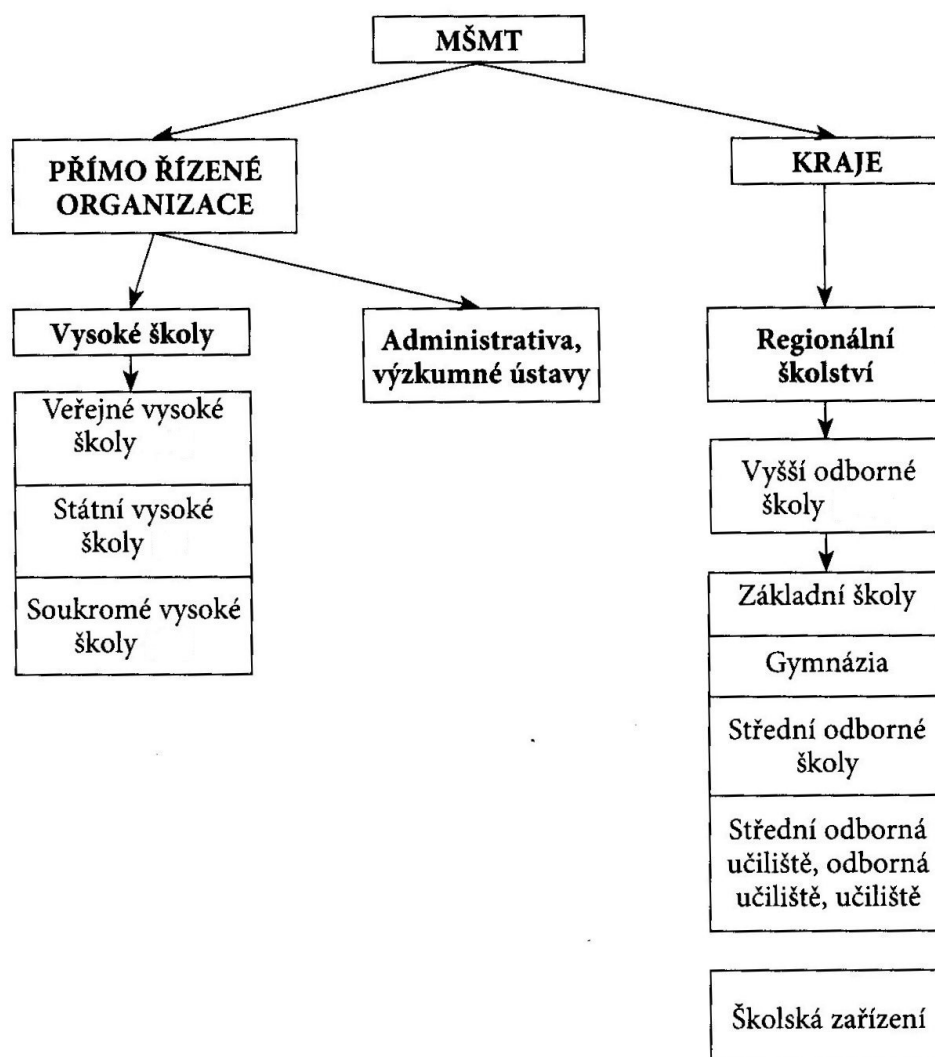 MŠMT
PŘÍMO ŘÍZENÉ
ORGANIZACE
KRAJE
Vysoké školy
Administrativa,
výzkumné ústavy
Regionální
školství
Veřejné vysoké
školy
Státní vysoké
školy
Soukromé vysoké
školy
Vyšší odborné
školy
Základní školy
Gymnázia
Střední odborné
školy
Střední odborná
učiliště, odborná
učiliště, učiliště
Školská zařízení